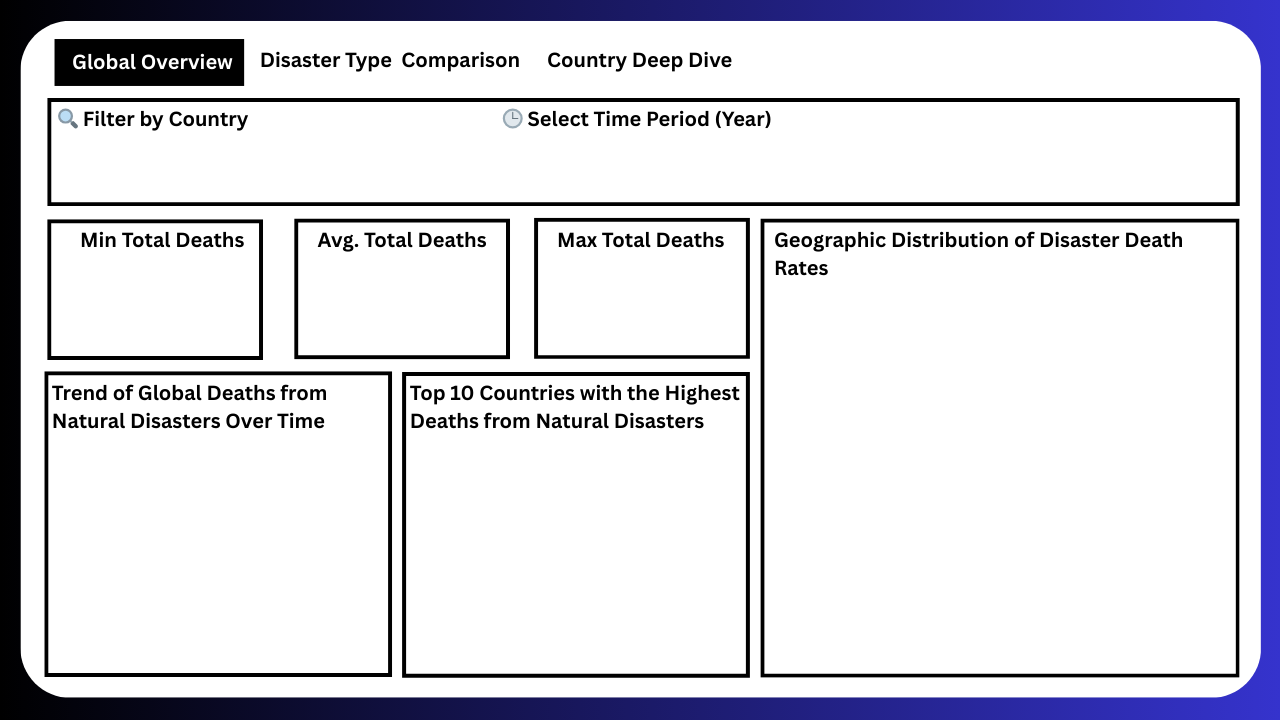 Global Overview
Disaster Type  Comparison
Country Deep Dive
Filter by Country
Select Time Period (Year)
Min Total Deaths
Avg. Total Deaths
Max Total Deaths
Geographic Distribution of Disaster Death
Rates
Trend of Global Deaths from
Natural Disasters Over Time
Top 10 Countries with the Highest
Deaths from Natural Disasters